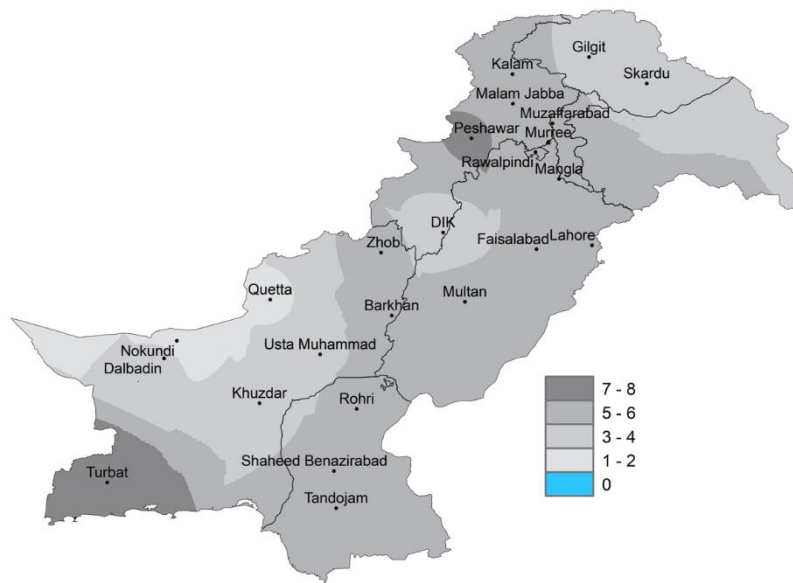 Gilgit
Kalam
Skardu
Malam Jabba
Muzaffarabad
Peshawar
Murree
Rawalpindi
Mangla
DIK
Zhob
Faisalabad
Lahore
Quetta
Multan
Barkhan
Nokundi
Usta Muhammad
Dalbadin
Khuzdar
Rohri
Turbat
Shaheed Benazirabad
Tandojam
7 - 8
5 - 6
3 - 4
1 - 2
0